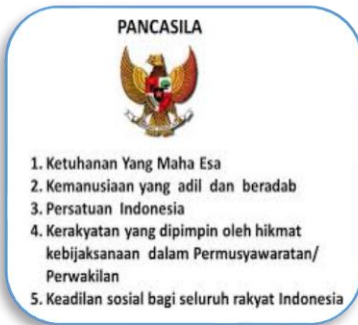 PANCASILA
1. Ketuhanan Yang Maha Esa
2. Kemanusiaan yang adil dan beradab
3. Persatuan Indonesia
4. Kerakyatan yang dipimpin oleh hikmat
kebijaksanaan dalam Permusyawaratan/
Perwakilan
5. Keadilan sosial bagi seluruh rakyat Indonesia